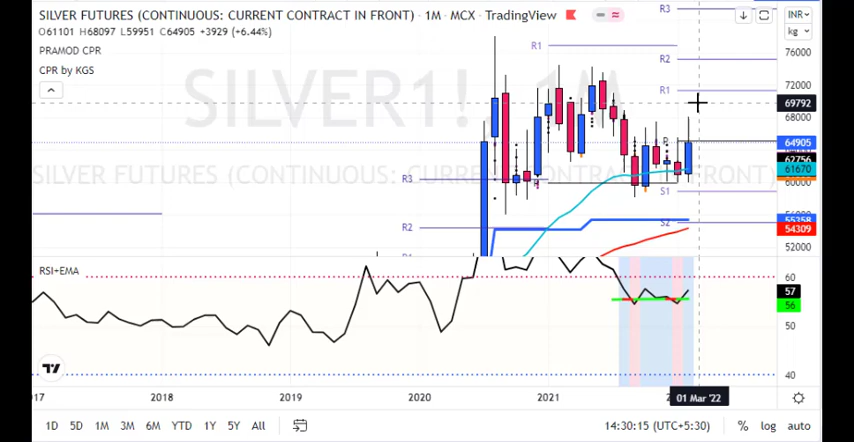 SILVER FUTURES (CONTINUOUS: CURRENT CONTRACT IN FRONT) · 1M · MCX · TradingView
O61101 H68097 L59951 C64905 +3929 (+6.44%)
PRAMOD CPR
CPR by KGS
INR
kg
SILVER1!, 1M
SILVER FUTURES (CONTINUOUS: CURRENT CONTRACT IN FRONT)
R3
R1
R2
R1
P
S1
S2
R3
R2
76000
72000
69792
68000
64905
62756
61670
60000
55358
54309
52000
RSI+EMA
60
57
56
50
40
2018
2019
2020
2021
01 Mar '22
1D 5D 1M 3M 6M YTD 1Y 5Y All
14:30:15 (UTC+5:30)
% log auto